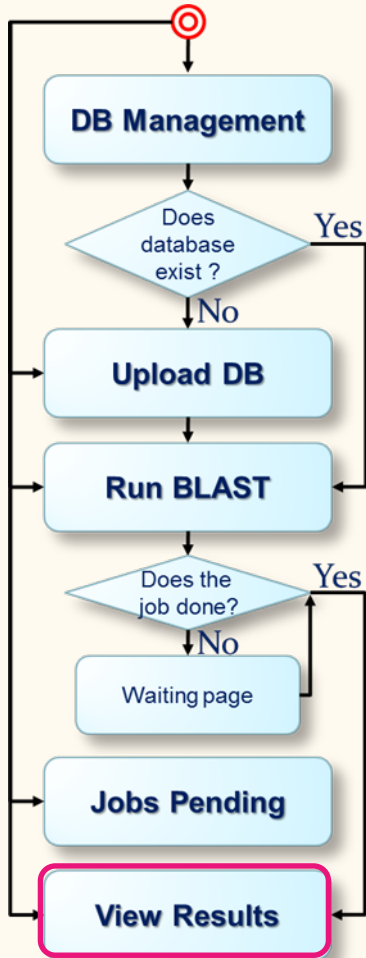 DB Management
Does
database
exist ?
Yes
No
Upload DB
Run BLAST
Does the
job done?
Yes
No
Waiting page
Jobs Pending
View Results